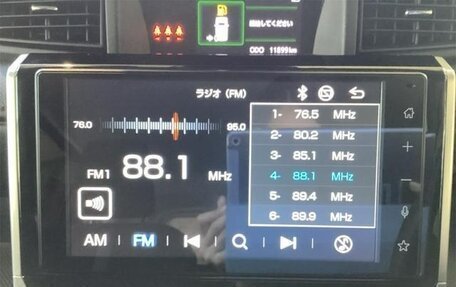 ODO 11899km
ラジオ (FM)
76.0 95.0
FM1 88.1 MHz
1- 76.5 MHz
2- 80.2 MHz
3- 85.1 MHz
4- 88.1 MHz
5- 89.4 MHz
6- 89.9 MHz
AM FM